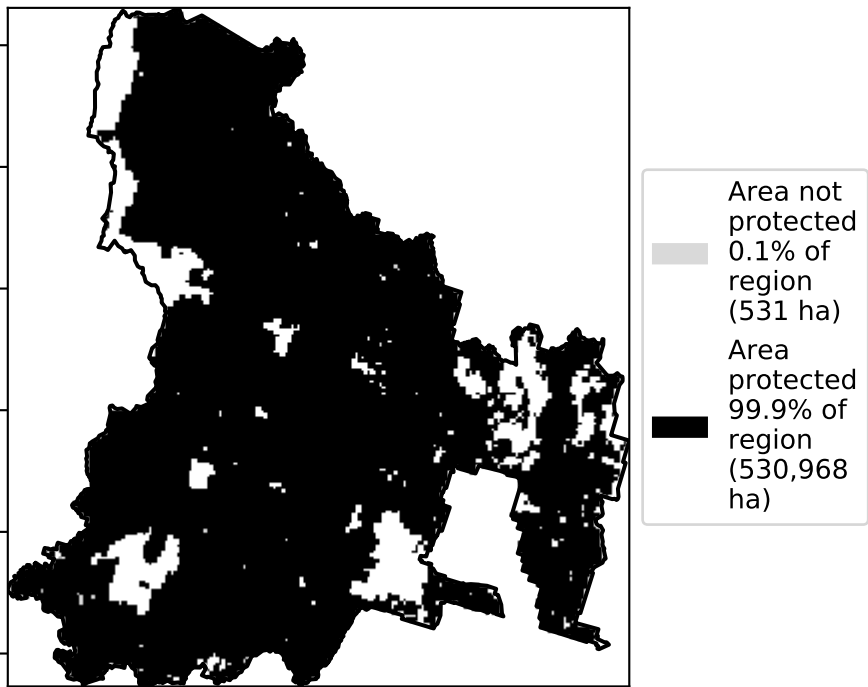 Area not
protected
0.1% of
region
(531 ha)
Area
protected
99.9% of
region
(530,968
ha)